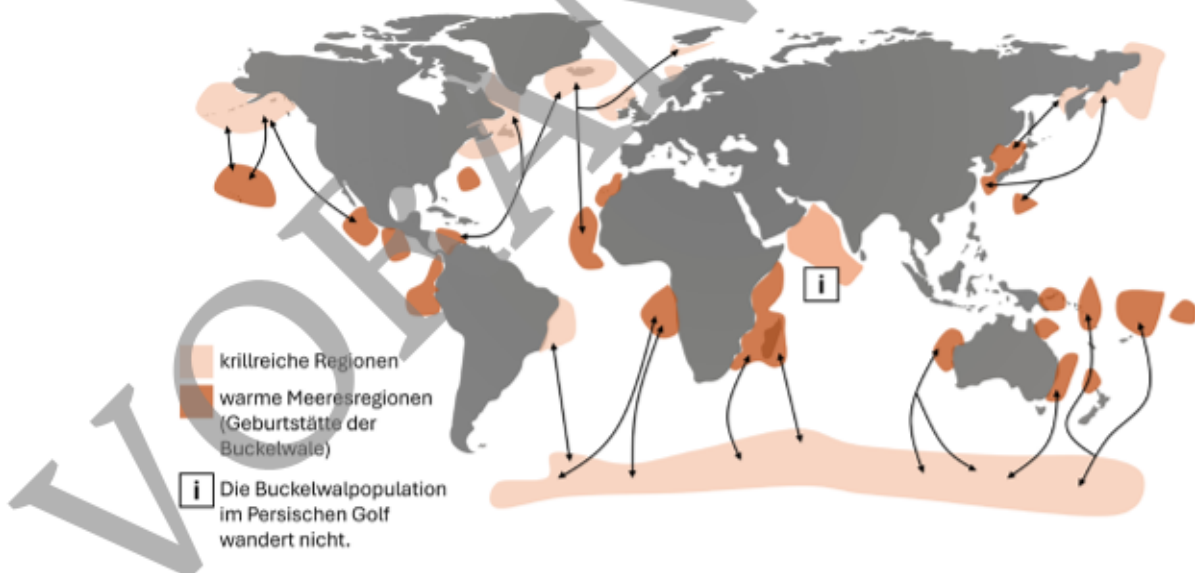 krillreiche Regionen
warme Meeresregionen
(Geburtstätte der
Buckelwale)
i
Die Buckelwalpopulation
im Persischen Golf
wandert nicht.
i